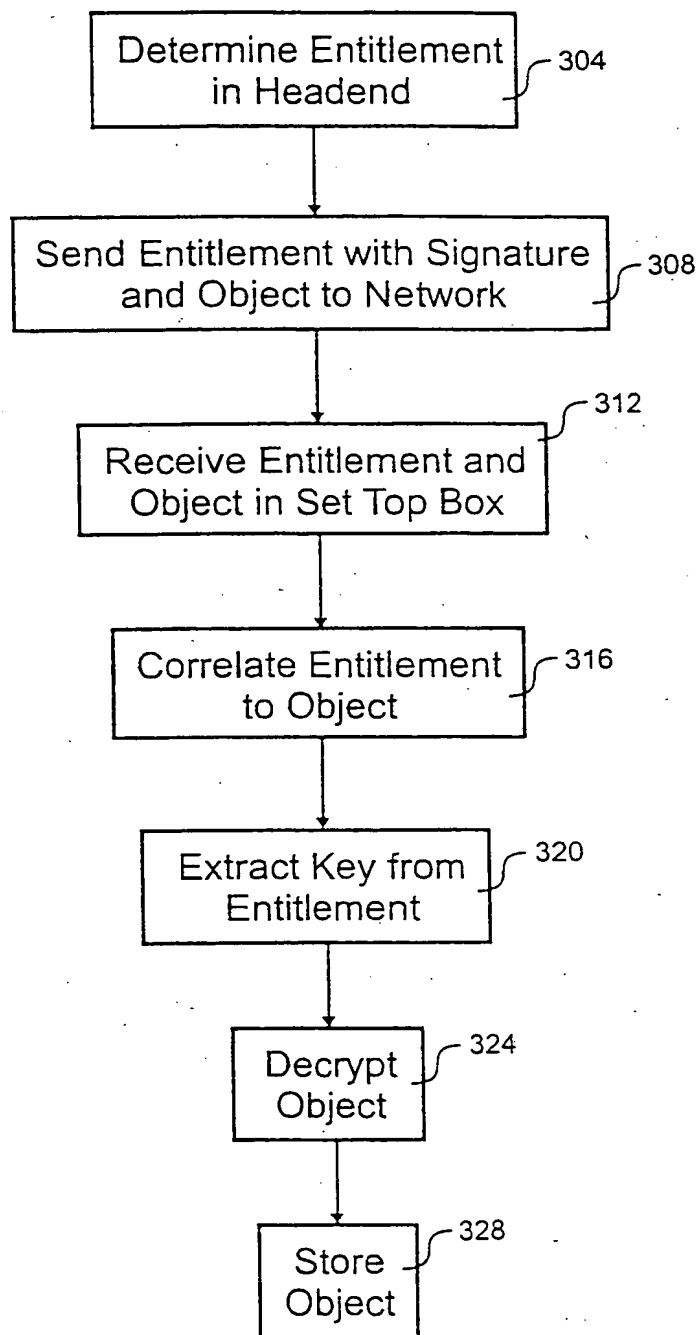 Determine Entitlement
in Headend
304
Send Entitlement with Signature
and Object to Network
308
312
Receive Entitlement and
Object in Set Top Box
Correlate Entitlement
to Object
316
Extract Key from
Entitlement
320
Decrypt
Object
324
Store
Object
328